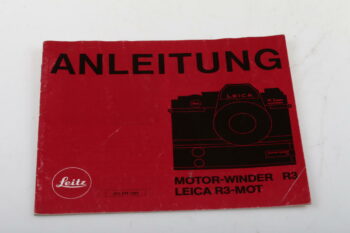 ANLEITUNG
LEICA
Leitz
MOTOR-WINDER R3
LEICA R3-MOT